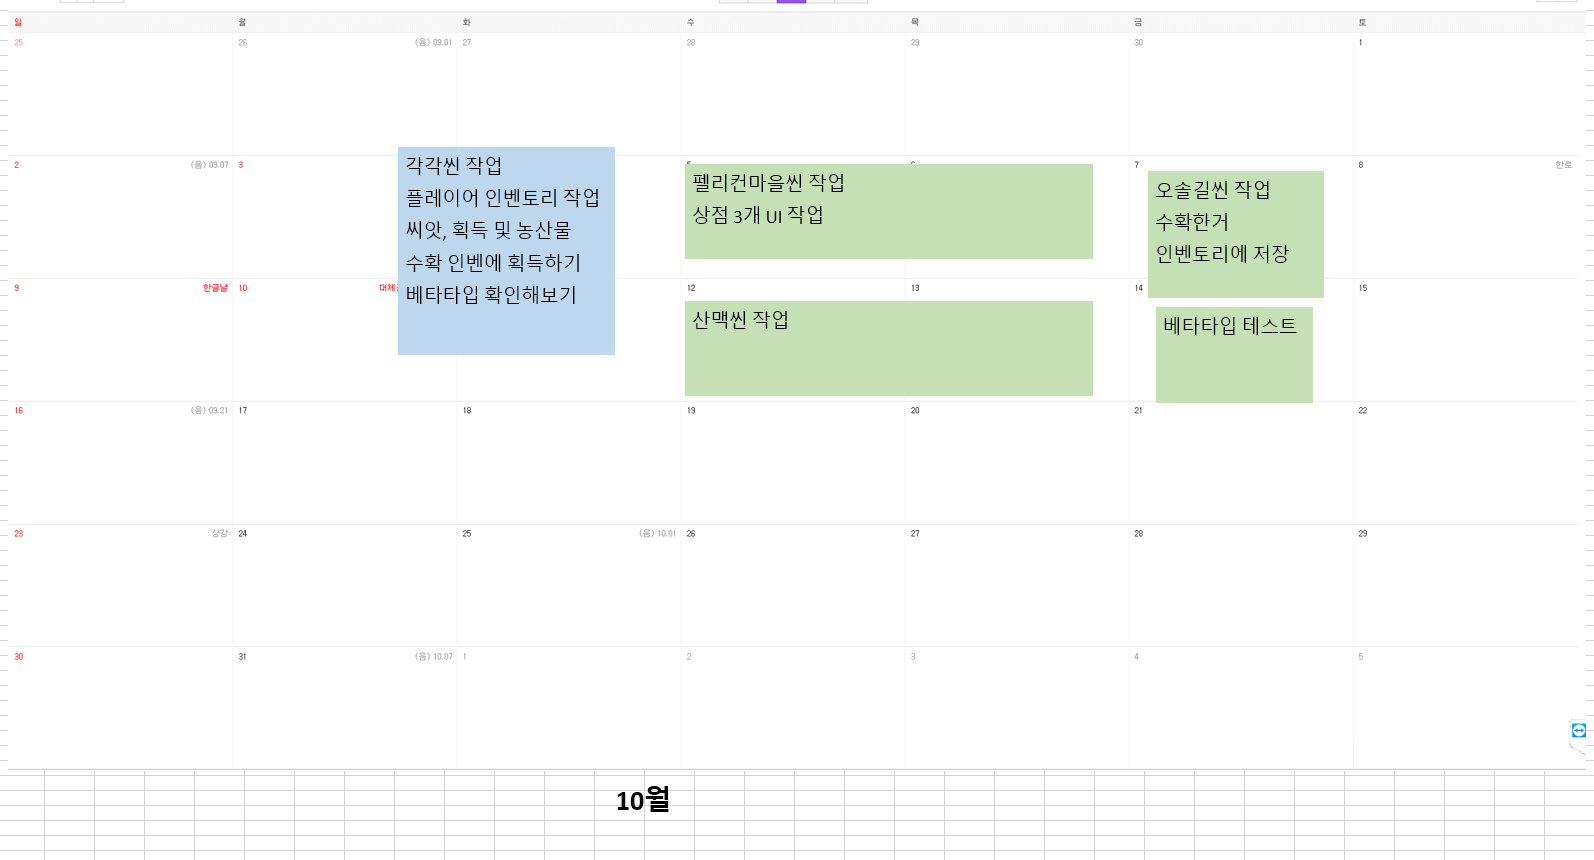 일 월 화 수 목 금 토
25 26 (음) 09.01 27 28 29 30 1
2 (음) 09.07 3 7 8 한로
각각씬 작업
플레이어 인벤토리 작업
씨앗, 획득 및 농산물
수확 인벤에 획득하기
베타타입 확인해보기
펠리컨마을씬 작업
상점 3개 UI 작업
오솔길씬 작업
수확한거
인벤토리에 저장
9 한글날 10 대체 12 13 14 15
산맥씬 작업
베타타입 테스트
16 (음) 09.21 17 18 19 20 21 22
23 상강 24 25 (음) 10.01 26 27 28 29
30 31 (음) 10.07 1 2 3 4 5
10월